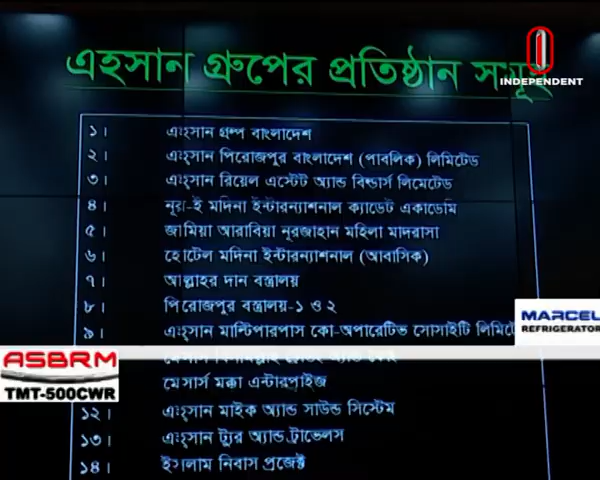 এহসান গ্রুপের প্রতিষ্ঠান সমূহ
INDEPENDENT
১। এহসান গ্রুপ বাংলাদেশ
২। এহসান পিরোজপুর বাংলাদেশ (পাবলিক) লিমিটেড
৩। এহসান রিয়েল এস্টেট অ্যান্ড বিল্ডার্স লিমেটেড
৪। নূর-ই মদিনা ইন্টারন্যাশনাল ক্যাডেট একাডেমি
৫। জামিয়া আরাবিয়া নূরজাহান মহিলা মাদরাসা
৬। হোটেল মদিনা ইন্টারন্যাশনাল (আবাসিক)
৭। আল্লাহর দান বস্ত্রালয়
৮। পিরোজপুর বস্ত্রালয়-১ ও ২
৯। এহসান মাল্টিপারপাস কো-অপারেটিভ সোসাইটি লিমিটে
MARCEL
REFRIGERATOR
মেসার্স মক্কা এন্টারপ্রাইজ
ASBRM
TMT-500CWR
১২। এহসান মাইক অ্যান্ড সাউন্ড সিস্টেম
১৩। এহসান ট্যুর অ্যান্ড ট্রাভেলস
১৪। ইসলাম নিবাস প্রজেক্ট